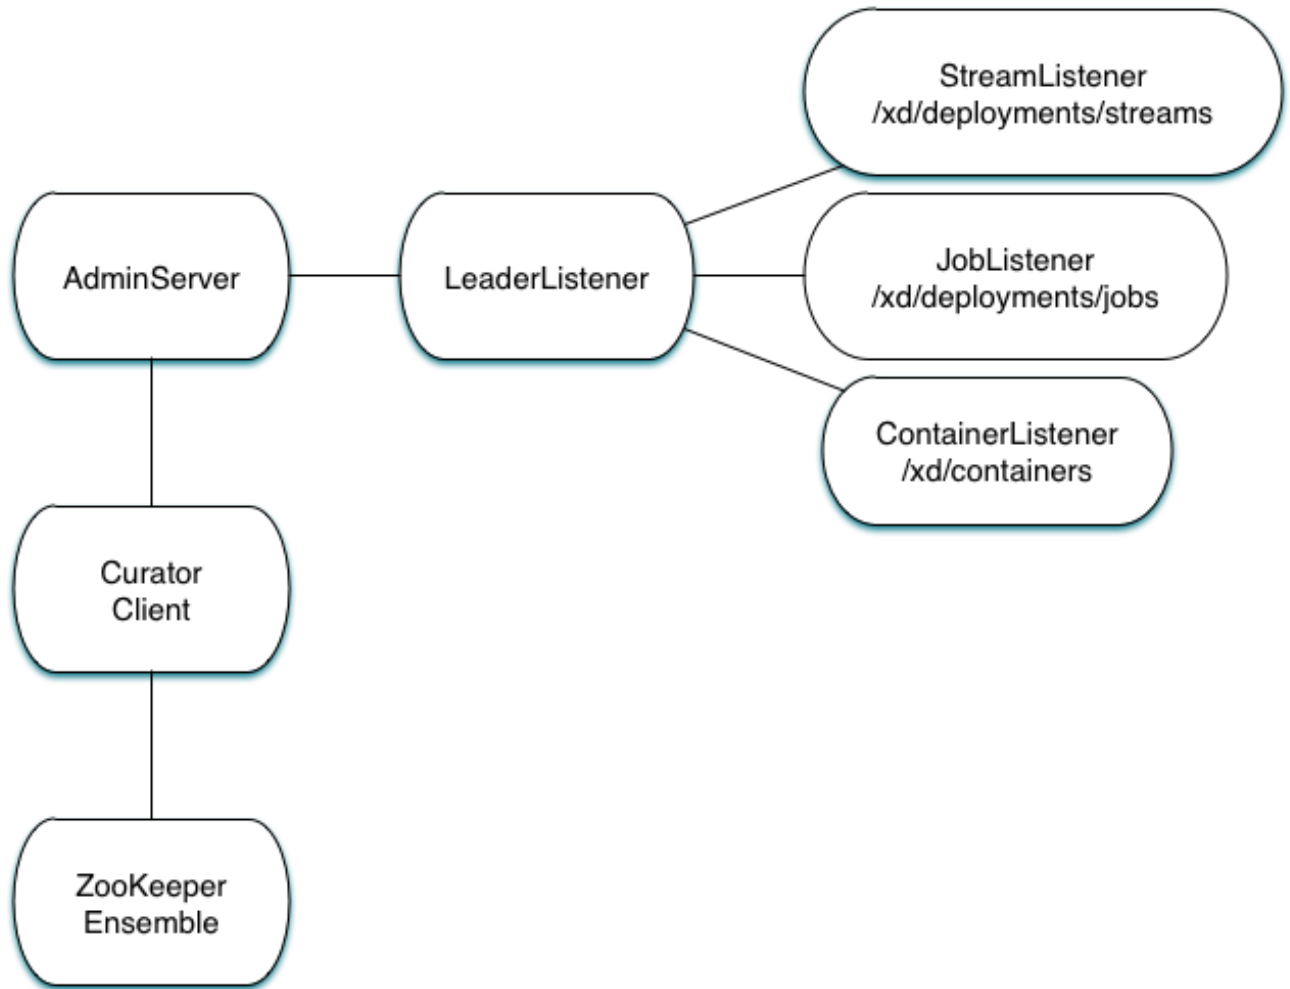 StreamListener
/xd/deployments/streams
AdminServer
LeaderListener
JobListener
/xd/deployments/jobs
ContainerListener
/xd/containers
Curator
Client
ZooKeeper
Ensemble